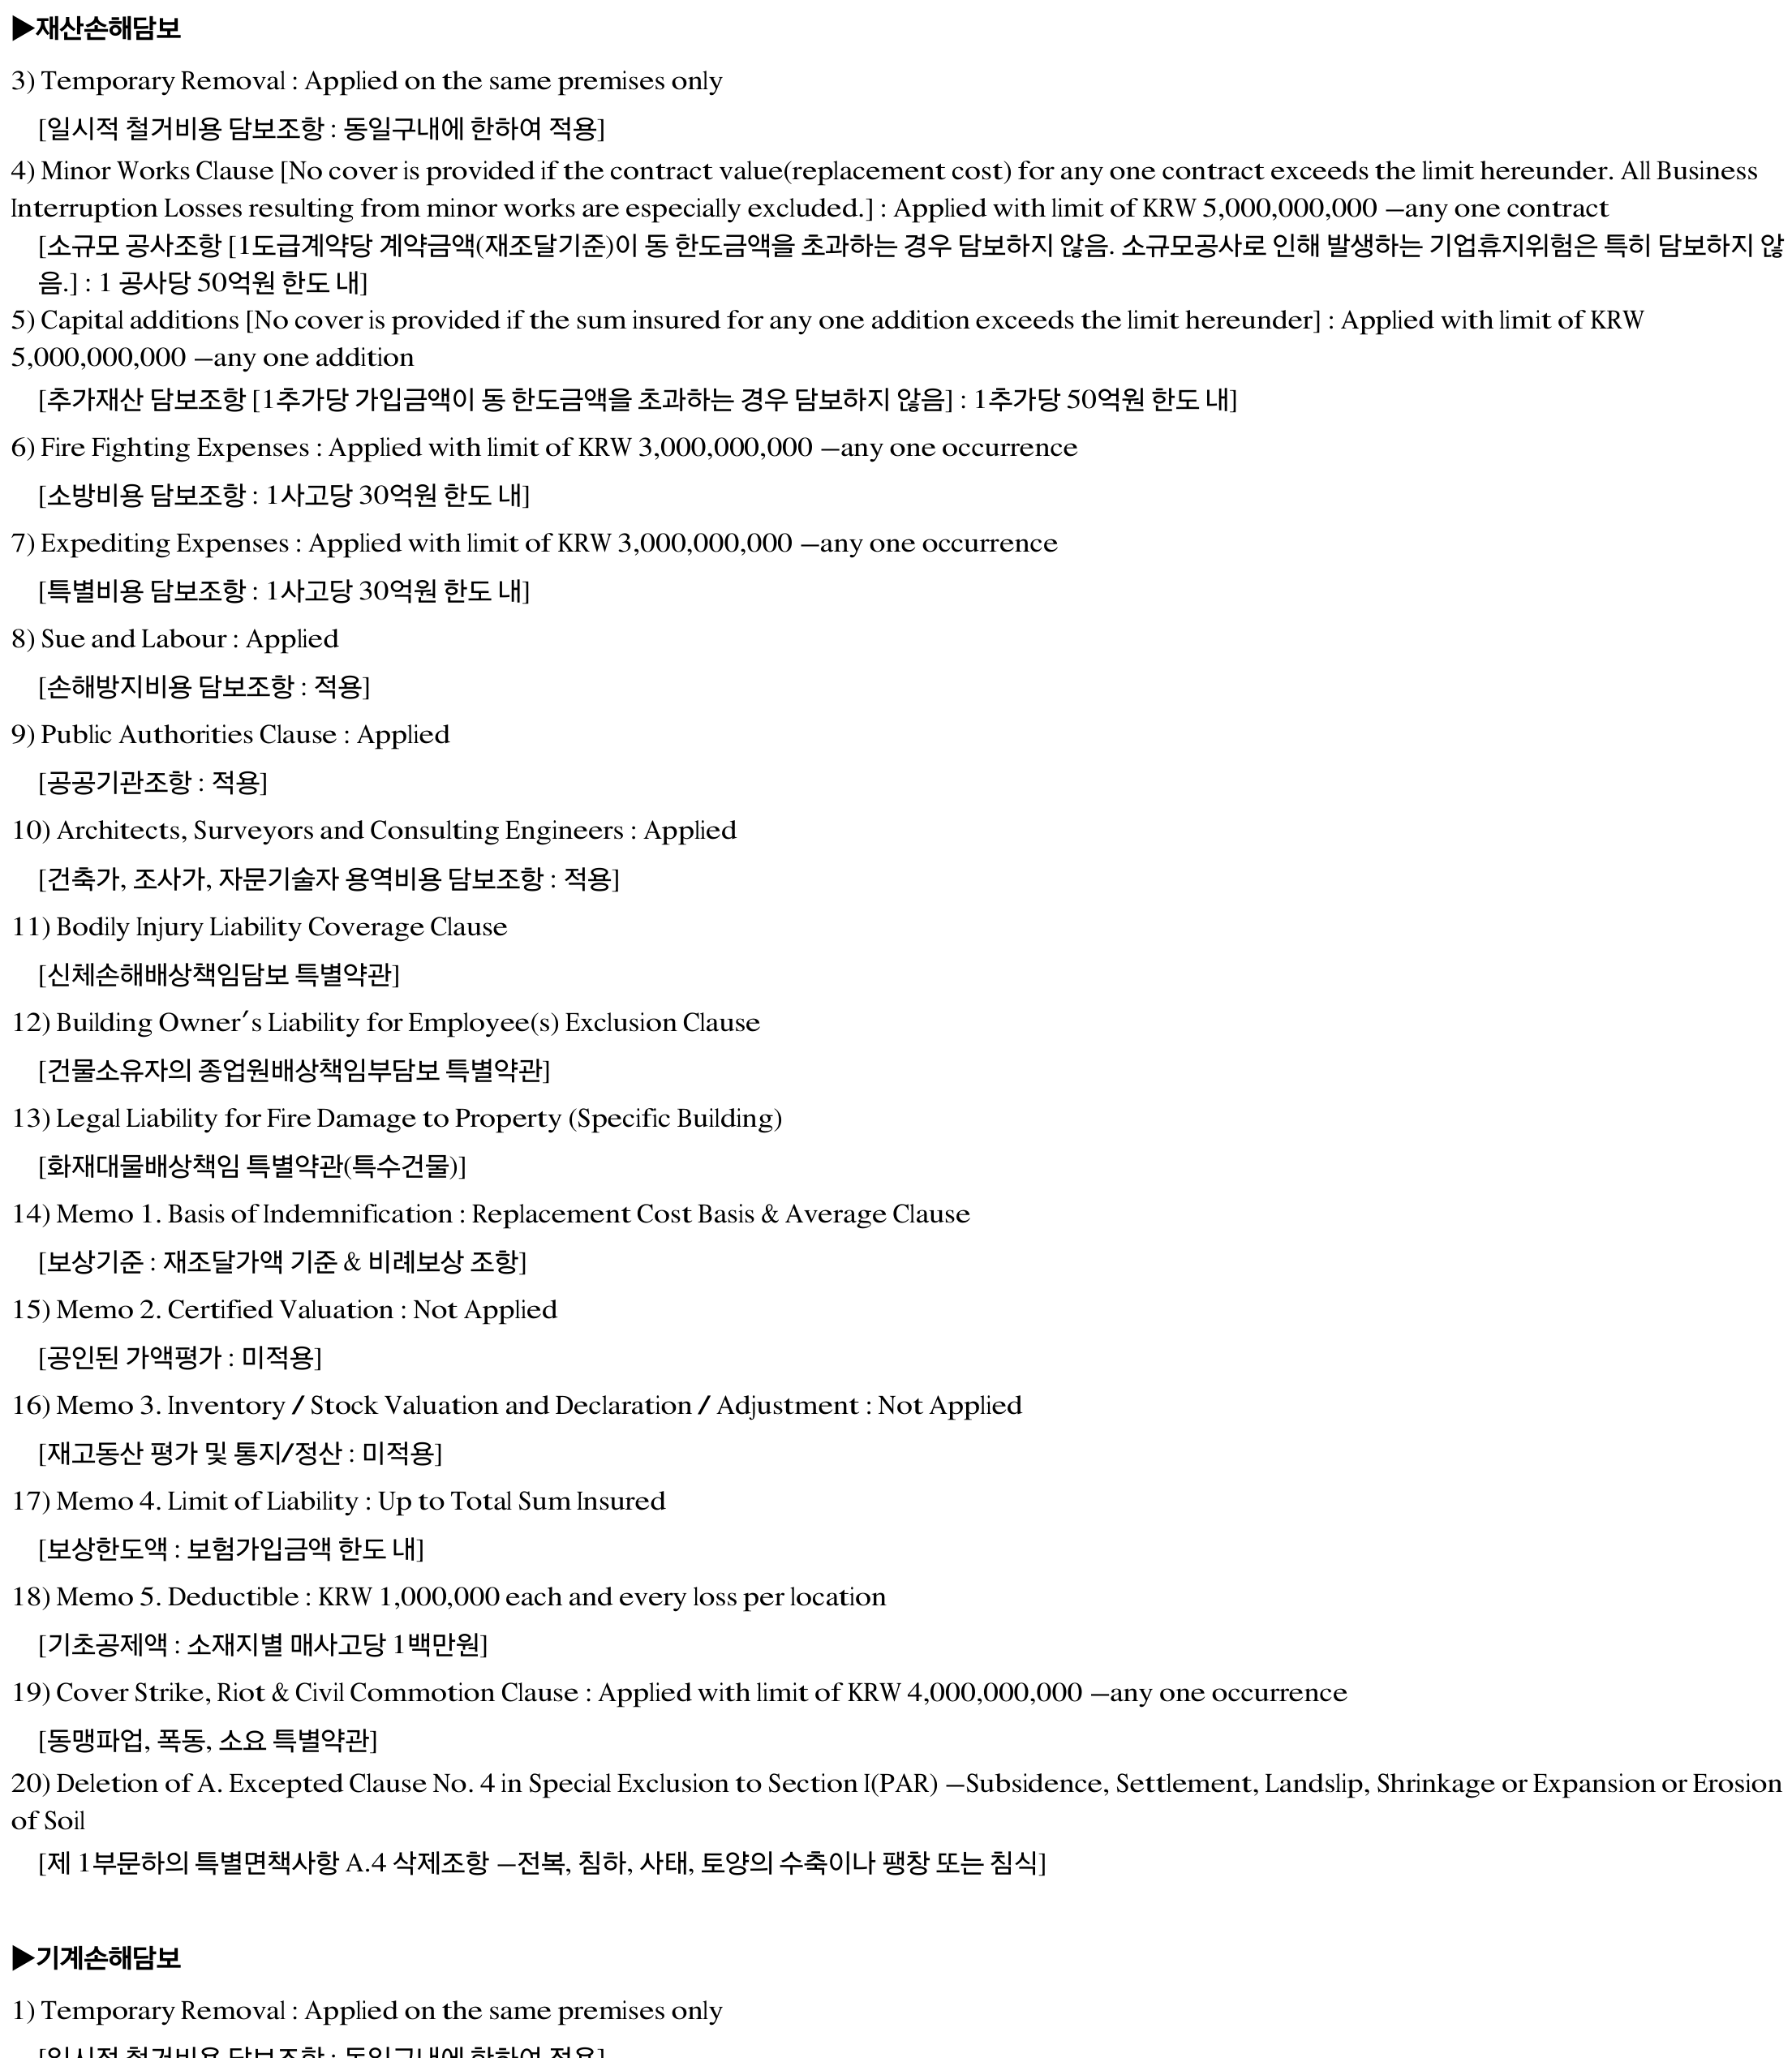 ▶재산손해담보
3) Temporary Removal : Applied on the same premises only
[일시적 철거비용 담보조항 : 동일구내에 한하여 적용]
4) Minor Works Clause [No cover is provided if the contract value(replacement cost) for any one contract exceeds the limit hereunder. All Business
Interruption Losses resulting from minor works are especially excluded.] : Applied with limit of KRW 5,000,000,000 –any one contract
[소규모 공사조항 [1도급계약당 계약금액(재조달기준)이 동 한도금액을 초과하는 경우 담보하지 않음. 소규모공사로 인해 발생하는 기업휴지위험은 특히 담보하지 않
음.] : 1 공사당 50억원 한도 내]
5) Capital additions [No cover is provided if the sum insured for any one addition exceeds the limit hereunder] : Applied with limit of KRW
5,000,000,000 –any one addition
[추가재산 담보조항 [1추가당 가입금액이 동 한도금액을 초과하는 경우 담보하지 않음] : 1추가당 50억원 한도 내]
6) Fire Fighting Expenses : Applied with limit of KRW 3,000,000,000 –any one occurrence
[소방비용 담보조항 : 1사고당 30억원 한도 내]
7) Expediting Expenses : Applied with limit of KRW 3,000,000,000 –any one occurrence
[특별비용 담보조항 : 1사고당 30억원 한도 내]
8) Sue and Labour : Applied
[손해방지비용 담보조항 : 적용]
9) Public Authorities Clause : Applied
[공공기관조항 : 적용]
10) Architects, Surveyors and Consulting Engineers : Applied
[건축가, 조사가, 자문기술자 용역비용 담보조항 : 적용]
11) Bodily Injury Liability Coverage Clause
[신체손해배상책임담보 특별약관]
12) Building Owner′s Liability for Employee(s) Exclusion Clause
[건물소유자의 종업원배상책임부담보 특별약관]
13) Legal Liability for Fire Damage to Property (Specific Building)
[화재대물배상책임 특별약관(특수건물)]
14) Memo 1. Basis of Indemnification : Replacement Cost Basis & Average Clause
[보상기준 : 재조달가액 기준 & 비례보상 조항]
15) Memo 2. Certified Valuation : Not Applied
[공인된 가액평가 : 미적용]
16) Memo 3. Inventory / Stock Valuation and Declaration / Adjustment : Not Applied
[재고동산 평가 및 통지/정산 : 미적용]
17) Memo 4. Limit of Liability : Up to Total Sum Insured
[보상한도액 : 보험가입금액 한도 내]
18) Memo 5. Deductible : KRW 1,000,000 each and every loss per location
[기초공제액 : 소재지별 매사고당 1백만원]
19) Cover Strike, Riot & Civil Commotion Clause : Applied with limit of KRW 4,000,000,000 –any one occurrence
[동맹파업, 폭동, 소요 특별약관]
20) Deletion of A. Excepted Clause No. 4 in Special Exclusion to Section I(PAR) –Subsidence, Settlement, Landslip, Shrinkage or Expansion or Erosion
of Soil
[제 1부문하의 특별면책사항 A.4 삭제조항 –전복, 침하, 사태, 토양의 수축이나 팽창 또는 침식]
▶기계손해담보
1) Temporary Removal : Applied on the same premises only
[일시적 철거비용 담보조항 : 동일구내에 한하여 적용]